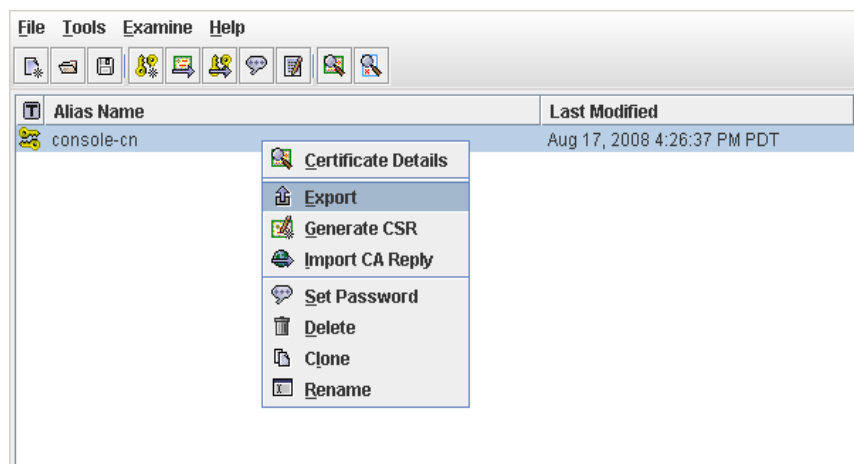 File Tools Examine Help
T Alias Name Last Modified
console-cn Aug 17, 2008 4:26:37 PM PDT
Certificate Details
Export
Generate CSR
Import CA Reply
Set Password
Delete
Clone
Rename